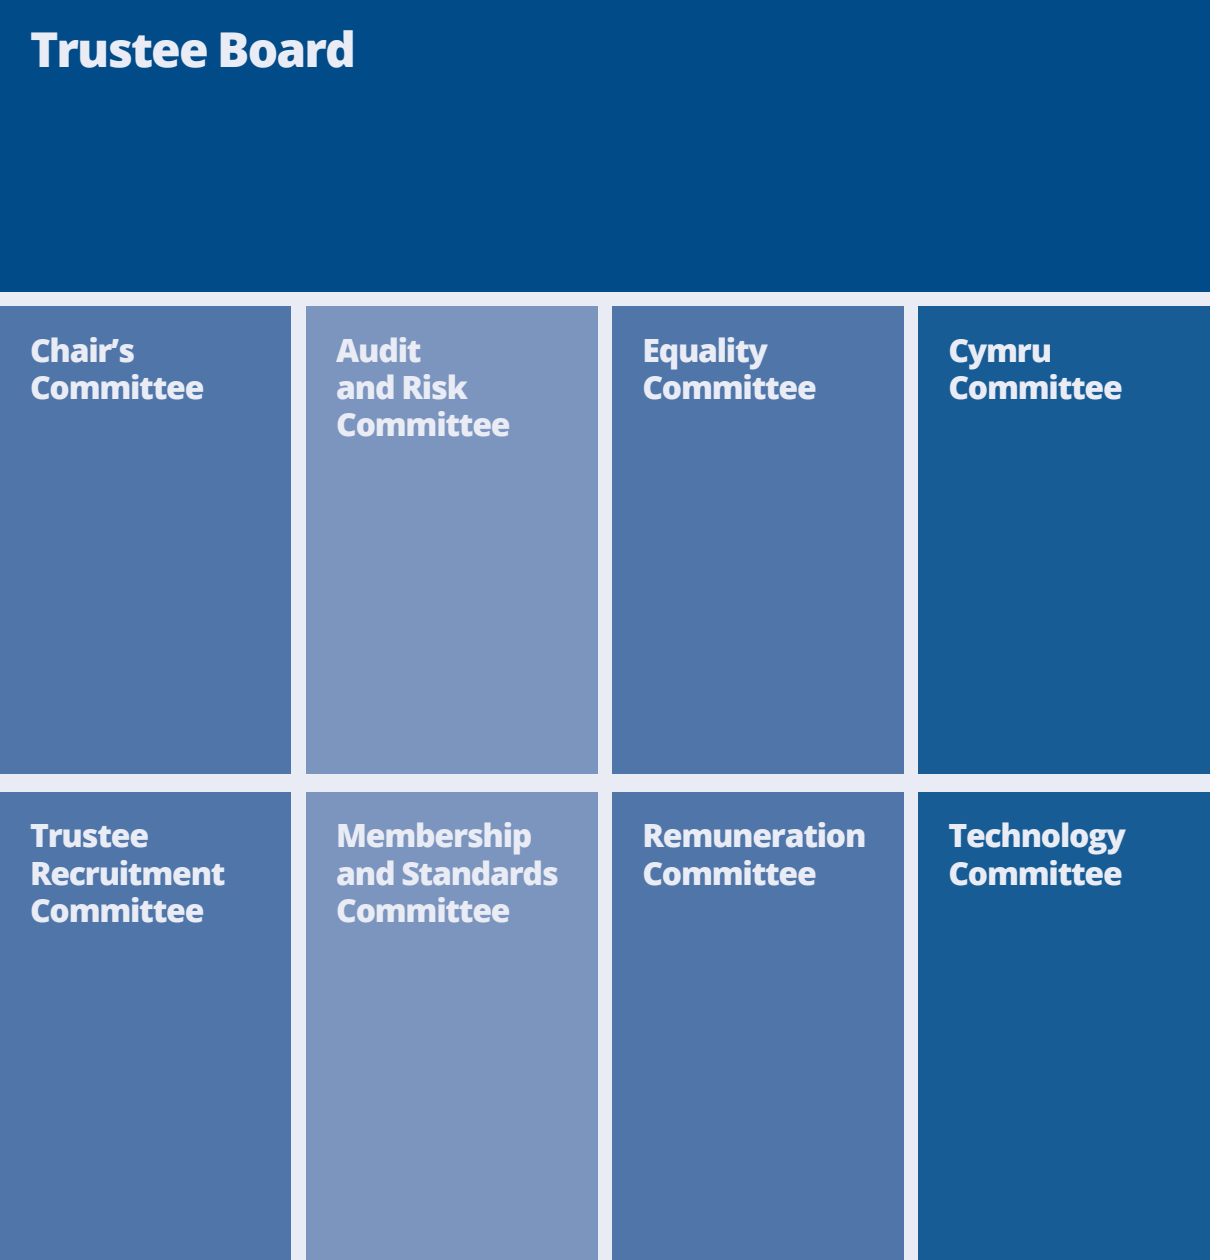 Trustee Board
Chair’s
Committee
Audit
and Risk
Committee
Equality
Committee
Cymru
Committee
Trustee
Recruitment
Committee
Membership
and Standards
Committee
Remuneration
Committee
Technology
Committee